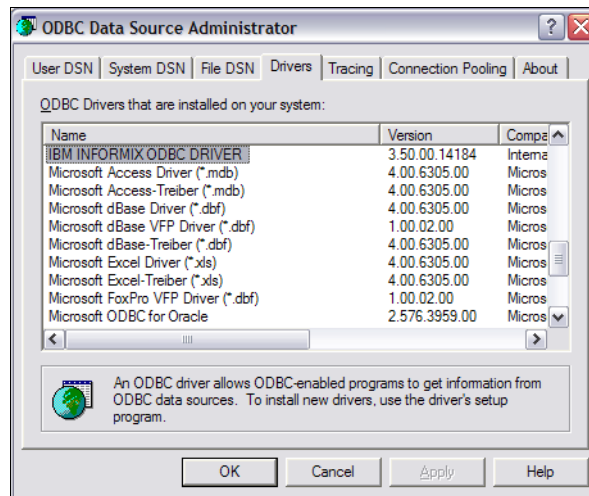 ODBC Data Source Administrator
User DSN System DSN File DSN Drivers Tracing Connection Pooling About
ODBC Drivers that are installed on your system:
Name Version Compa
IBM INFORMIX ODBC DRIVER 3.50.00.14184 Interna
Microsoft Access Driver (*.mdb) 4.00.6305.00 Micros
Microsoft Access-Treiber (*.mdb) 4.00.6305.00 Micros
Microsoft dBase Driver (*.dbf) 4.00.6305.00 Micros
Microsoft dBase VFP Driver (*.dbf) 1.00.02.00 Micros
Microsoft dBase-Treiber (*.dbf) 4.00.6305.00 Micros
Microsoft Excel Driver (*.xls) 4.00.6305.00 Micros
Microsoft Excel-Treiber (*.xls) 4.00.6305.00 Micros
Microsoft FoxPro VFP Driver (*.dbf) 1.00.02.00 Micros
Microsoft ODBC for Oracle 2.576.3959.00 Micros
An ODBC driver allows ODBC-enabled programs to get information from
ODBC data sources. To install new drivers, use the driver's setup
program.
OK Cancel Apply Help